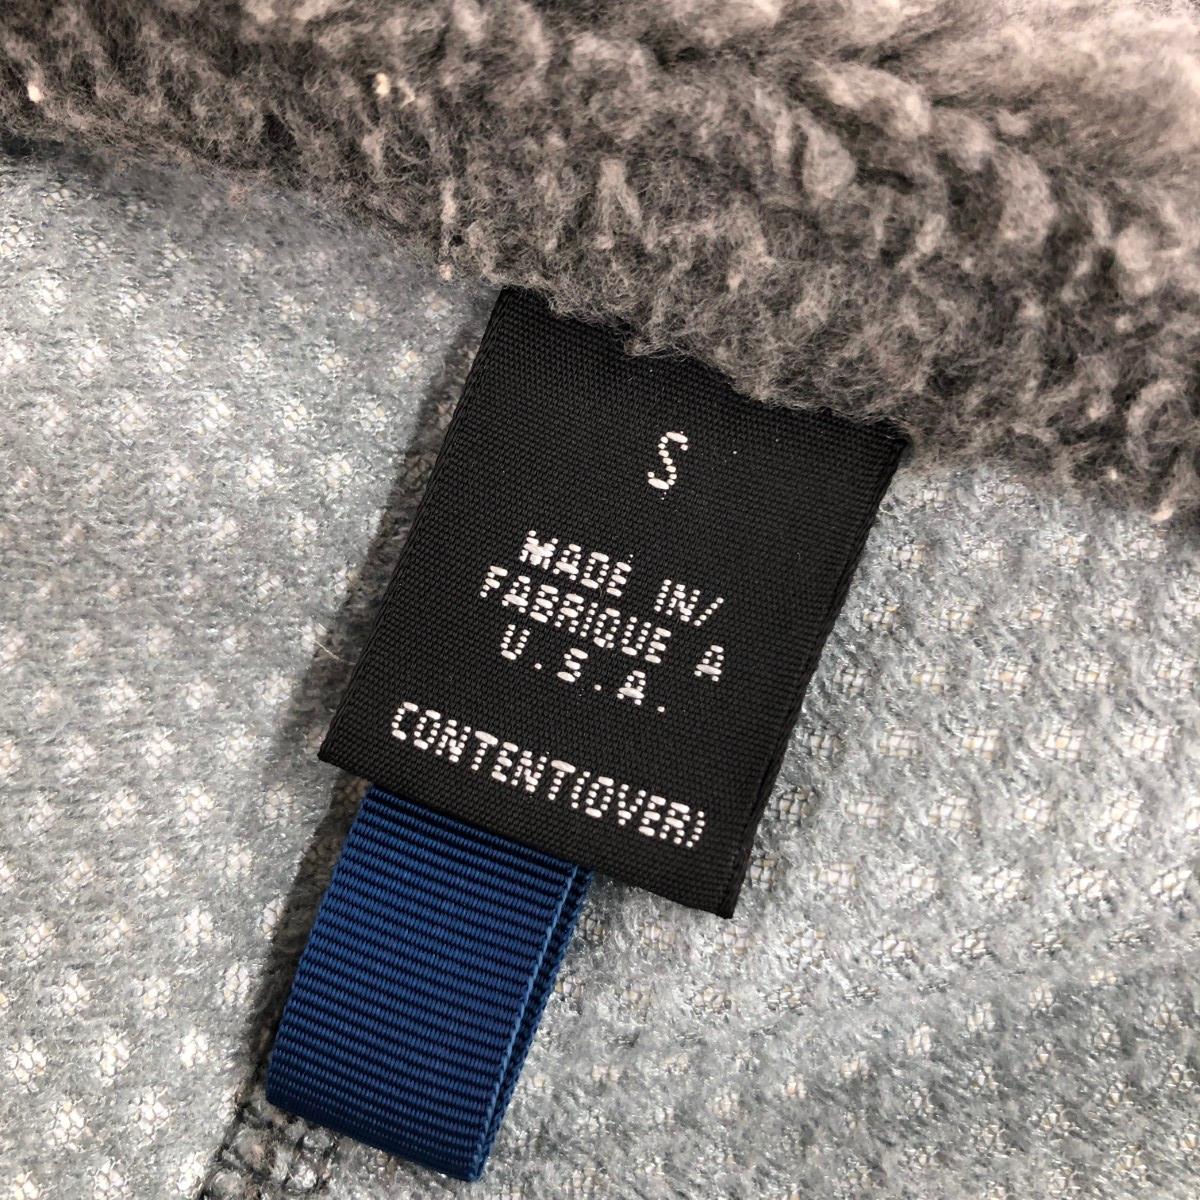 S
MADE IN/
FABRIQUE A
U.S.A.
CONTENT(OVER)